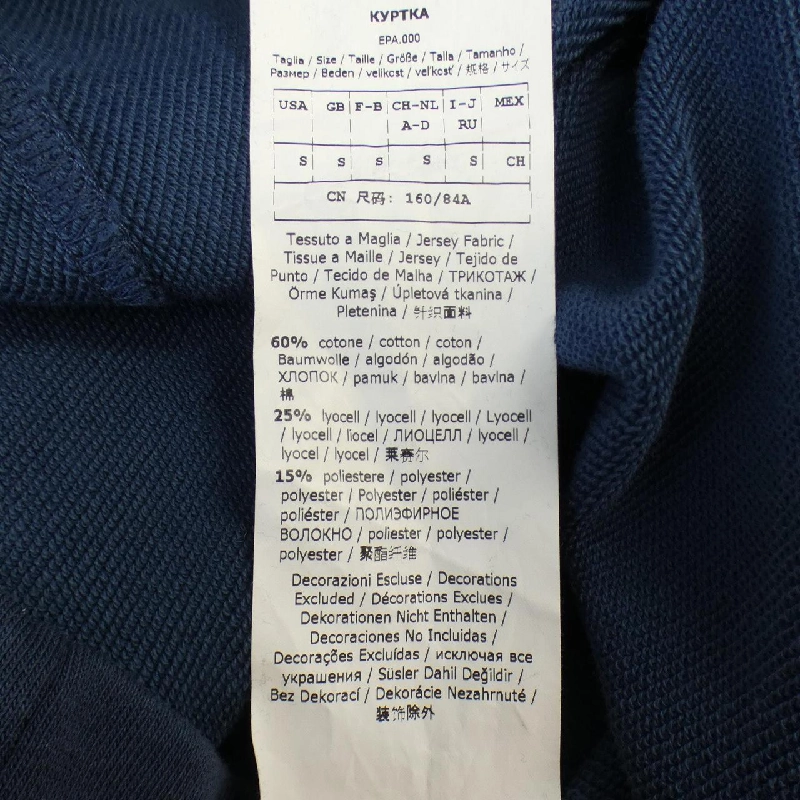 КУРТКА
EPA.000
Taglia / Size / Taille / Größe / Talla / Tamanho /
Размер / Beden / velikost / veľkosť / 规格 / サイズ
USA GB F-B CH-NL I-J MEX
A-D RU
S S S S S CH
CN 尺码: 160/84A
Tessuto a Maglia / Jersey Fabric /
Tissue a Maille / Jersey / Tejido de
Punto / Tecido de Malha / ТРИКОТАЖ /
Örme Kumaş / Úpletová tkanina /
Pletenina / 针织面料
60% cotone / cotton / coton /
Baumwolle / algodón / algodão /
ХЛОПОК / pamuk / bavlna / bavlna /
棉
25% lyocell / lyocell / lyocell / Lyocell
/ lyocell / liocel / ЛИОЦЕЛЛ / lyocell /
lyocel / lyocel / 莱赛尔
15% poliestere / polyester /
polyester / Polyester / poliéster /
poliéster / ПОЛИЭФИРНОЕ
ВОЛОКНО / poliester / polyester /
polyester / 聚酯纤维
Decorazioni Escluse / Decorations
Excluded / Décorations Exclues /
Dekorationen Nicht Enthalten /
Decoraciones No Incluidas /
Decorações Excluídas / исключая все
украшения / Süsler Dahil Değildir /
Bez Dekorací / Dekorácie Nezahrnuté /
装饰除外